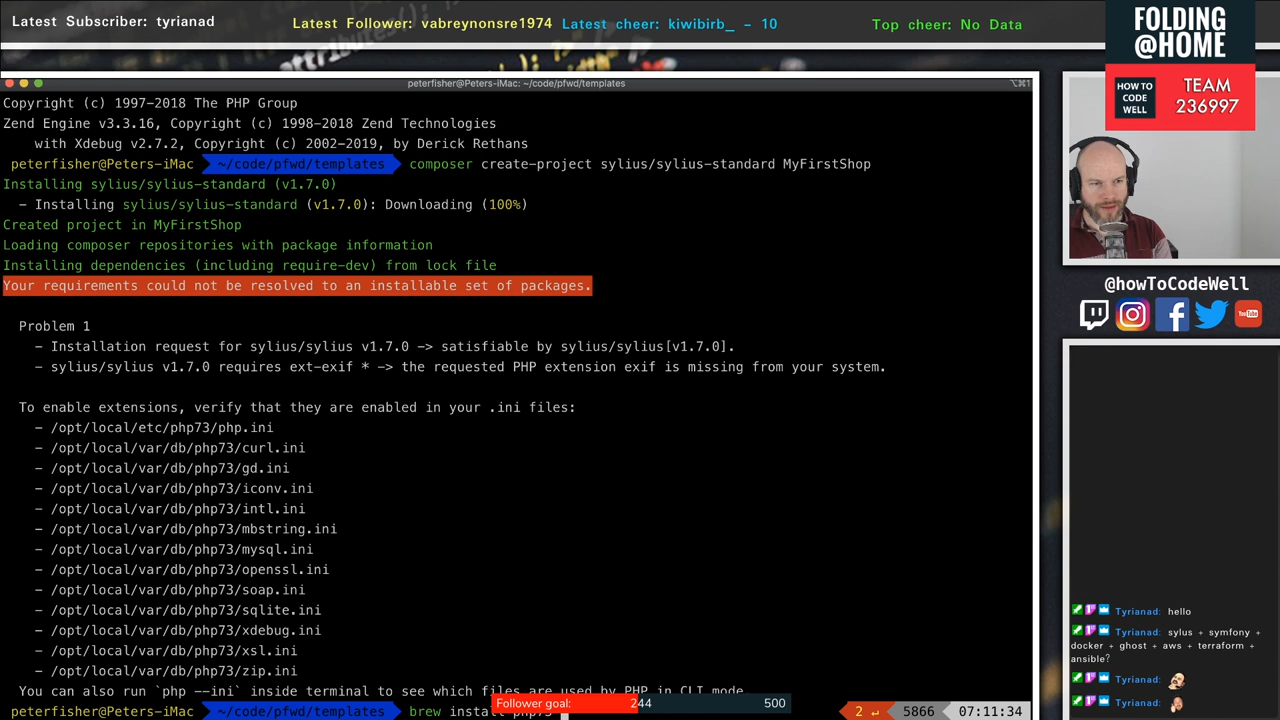 Latest Subscriber: tyrianad
Latest Follower: vabreynonsre1974
Latest cheer: kiwibirb_ - 10
Top cheer: No Data
FOLDING
@HOME
HOW TO
CODE
WELL
TEAM
236997
peterfisher@Peters-iMac: ~/code/pfwd/templates
⌥⌘1
Copyright (c) 1997-2018 The PHP Group
Zend Engine v3.3.16, Copyright (c) 1998-2018 Zend Technologies
with Xdebug v2.7.2, Copyright (c) 2002-2019, by Derick Rethans
peterfisher@Peters-iMac ~/code/pfwd/templates composer create-project sylius/sylius-standard MyFirstShop
Installing sylius/sylius-standard (v1.7.0)
- Installing sylius/sylius-standard (v1.7.0): Downloading (100%)
Created project in MyFirstShop
Loading composer repositories with package information
Installing dependencies (including require-dev) from lock file
Your requirements could not be resolved to an installable set of packages.
Problem 1
- Installation request for sylius/sylius v1.7.0 -> satisfiable by sylius/sylius[v1.7.0].
- sylius/sylius v1.7.0 requires ext-exif * -> the requested PHP extension exif is missing from your system.
To enable extensions, verify that they are enabled in your .ini files:
- /opt/local/etc/php73/php.ini
- /opt/local/var/db/php73/curl.ini
- /opt/local/var/db/php73/gd.ini
- /opt/local/var/db/php73/iconv.ini
- /opt/local/var/db/php73/intl.ini
- /opt/local/var/db/php73/mbstring.ini
- /opt/local/var/db/php73/mysql.ini
- /opt/local/var/db/php73/openssl.ini
- /opt/local/var/db/php73/soap.ini
- /opt/local/var/db/php73/sqlite.ini
- /opt/local/var/db/php73/xdebug.ini
- /opt/local/var/db/php73/xsl.ini
- /opt/local/var/db/php73/zip.ini
You can also run `php --ini` inside terminal to see which files are used by PHP in CLI mode.
peterfisher@Peters-iMac ~/code/pfwd/templates brew install php73
2 ↵ 5866 07:11:34
Follower goal: 244 500
@howToCodeWell
You Tube
Tyrianad: hello
Tyrianad: sylus + symfony +
docker + ghost + aws + terraform +
ansible?
Tyrianad:
Tyrianad: